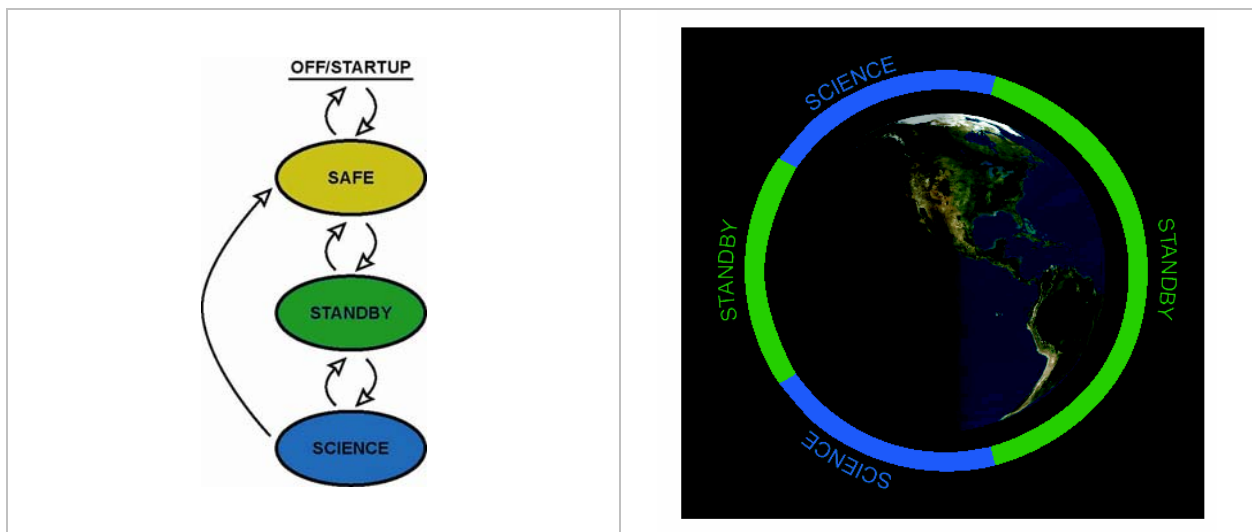 OFF/STARTUP
SAFE
STANDBY
SCIENCE
SCIENCE
STANDBY
STANDBY
SCIENCE